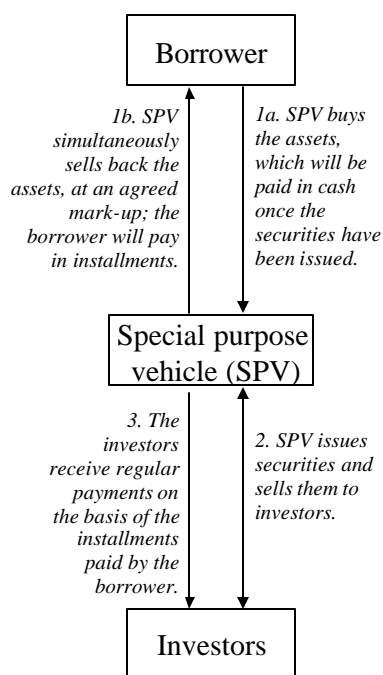 Borrower
1b. SPV
simultaneously
sells back the
assets, at an agreed
mark-up; the
borrower will pay
in installments.
1a. SPV buys
the assets,
which will be
paid in cash
once the
securities have
been issued.
Special purpose
vehicle (SPV)
3. The
investors
receive regular
payments on
the basis of the
installments
paid by the
borrower.
2. SPV issues
securities and
sells them to
investors.
Investors